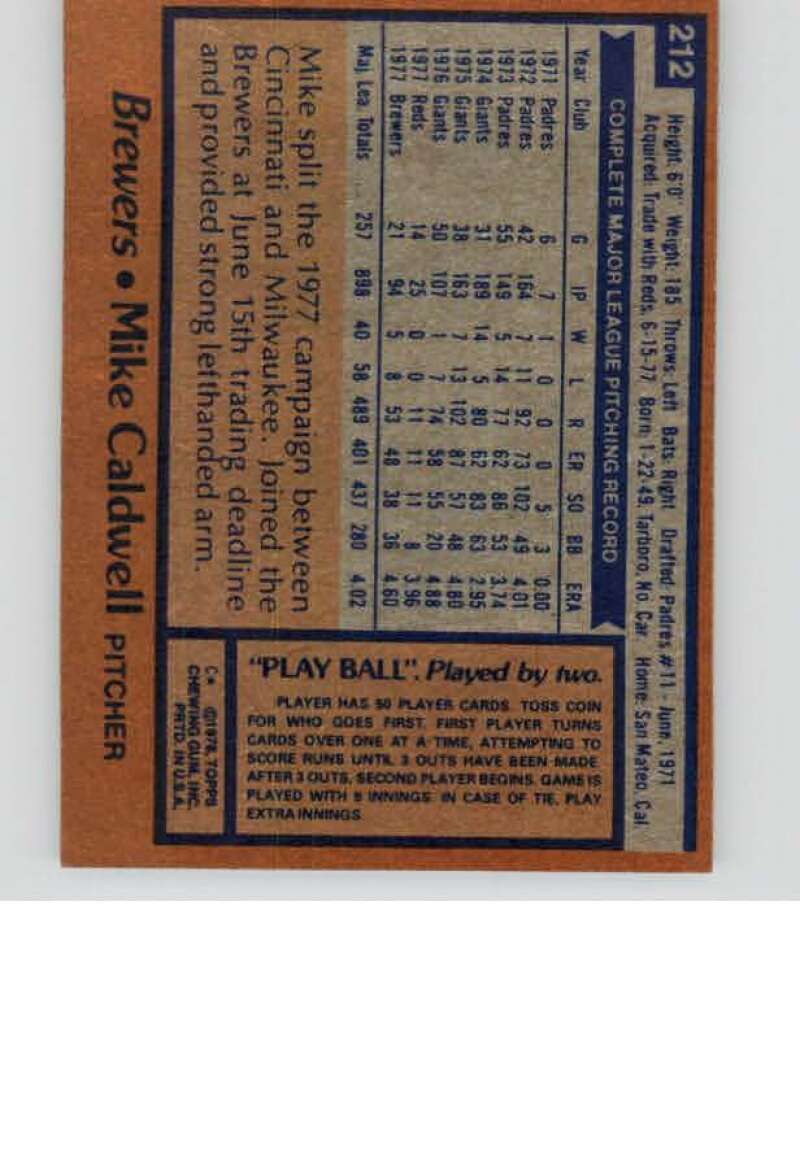 212
Height: 6'0" Weight: 185 Throws: Left Bats: Right Drafted: Padres #11 - June, 1971
Acquired: Trade with Reds, 6-15-77 Born: 1-22-49, Tarboro, No. Car. Home: San Mateo, Cal.
COMPLETE MAJOR LEAGUE PITCHING RECORD
Year Club G IP W L R ER SO BB ERA
1971 Padres 6 7 1 0 0 0 5 3 0.00
1972 Padres 42 164 7 11 92 73 102 49 4.01
1973 Padres 55 149 5 14 77 62 86 53 3.74
1974 Giants 31 189 14 5 80 62 83 63 2.95
1975 Giants 38 163 7 13 102 87 57 48 4.80
1976 Giants 50 107 1 7 74 58 55 20 4.88
1977 Reds 14 25 0 0 11 11 11 8 3.96
1977 Brewers 21 94 5 8 53 48 38 36 4.60
Maj. Lea. Totals 257 898 40 58 489 401 437 280 4.02
Mike split the 1977 campaign between
Cincinnati and Milwaukee. Joined the
Brewers at June 15th trading deadline
and provided strong lefthanded arm.
Brewers • Mike Caldwell PITCHER
"PLAY BALL". Played by two.
PLAYER HAS 50 PLAYER CARDS. TOSS COIN
FOR WHO GOES FIRST. FIRST PLAYER TURNS
CARDS OVER ONE AT A TIME, ATTEMPTING TO
SCORE RUNS UNTIL 3 OUTS HAVE BEEN MADE.
AFTER 3 OUTS, SECOND PLAYER BEGINS. GAME IS
PLAYED WITH 9 INNINGS. IN CASE OF TIE, PLAY
EXTRA INNINGS.
C* ©1978, TOPPS
CHEWING GUM, INC.
PRTD. IN U.S.A.